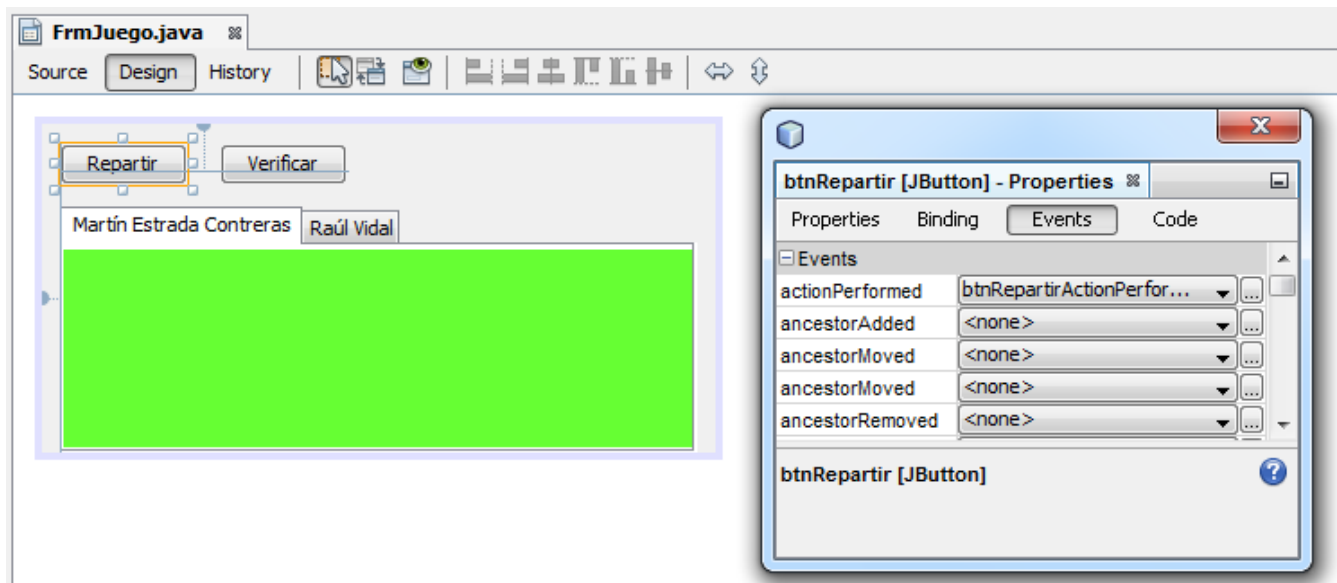 FrmJuego.java
Source Design History
Repartir Verificar
Martín Estrada Contreras Raúl Vidal
btnRepartir [JButton] - Properties
Properties Binding Events Code
Events
actionPerformed btnRepartirActionPerfor...
ancestorAdded <none>
ancestorMoved <none>
ancestorMoved <none>
ancestorRemoved <none>
btnRepartir [JButton]